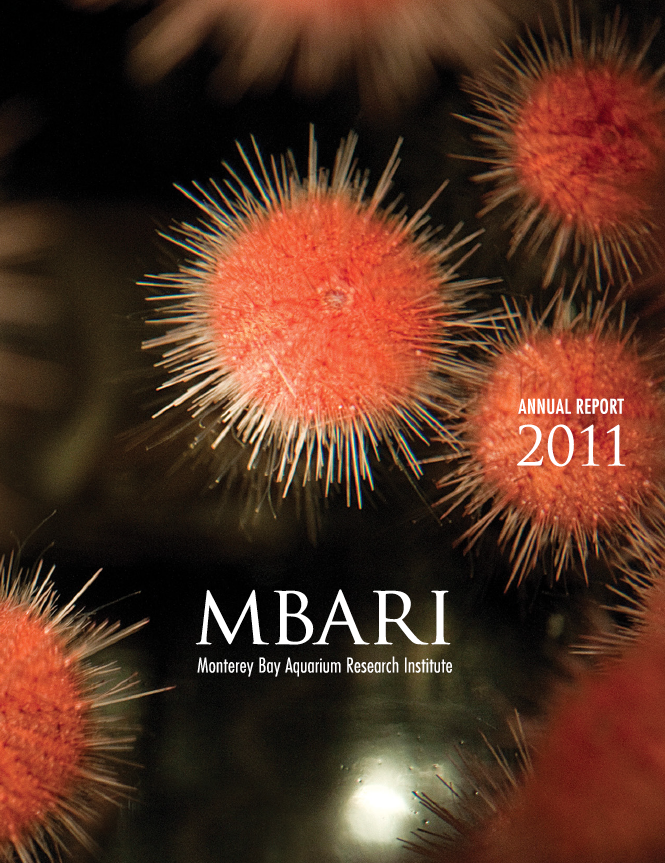 ANNUAL REPORT
2011
MBARI
Monterey Bay Aquarium Research Institute